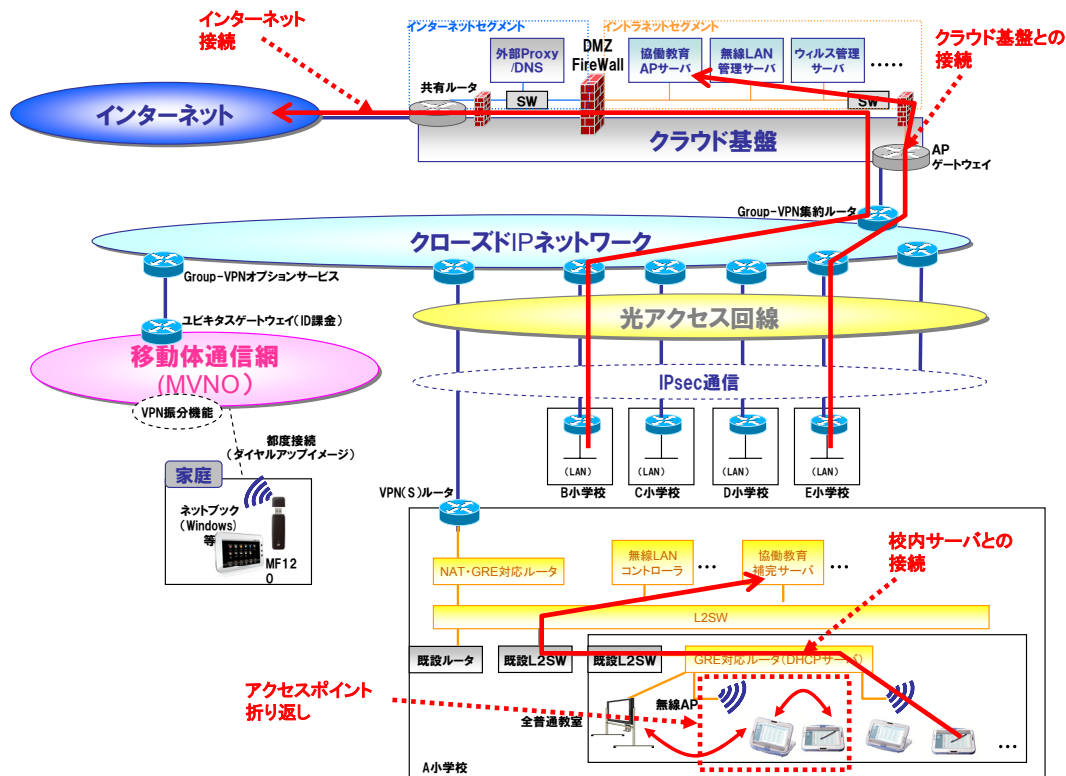 インターネット
接続
インターネットセグメント
イントラネットセグメント
外部Proxy
/DNS
DMZ
FireWall
協働教育
APサーバ
無線LAN
管理サーバ
ウィルス管理
サーバ
・・・・・
クラウド基盤との
接続
共有ルータ
SW
SW
インターネット
クラウド基盤
AP
ゲートウェイ
Group-VPN集約ルータ
クローズドIPネットワーク
Group-VPNオプションサービス
光アクセス回線
ユビキタスゲートウェイ(ID課金)
移動体通信網
(MVNO)
IPsec通信
VPN振分機能
都度接続
(ダイヤルアップイメージ)
(LAN)
(LAN)
(LAN)
(LAN)
B小学校
C小学校
D小学校
E小学校
家庭
ネットブック
(Windows)
等
MF12
0
VPN(S)ルータ
NAT・GRE対応ルータ
無線LAN
コントローラ
・・・
協働教育
補完サーバ
・・・
校内サーバとの
接続
L2SW
既設ルータ
既設L2SW
既設L2SW
GRE対応ルータ(DHCPサーバ)
アクセスポイント
折り返し
無線AP
全普通教室
・・・
A小学校